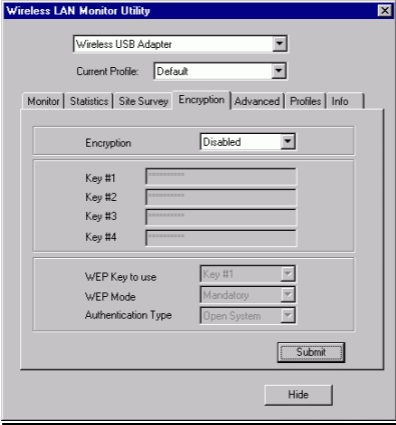 Wireless LAN Monitor Utility
Wireless USB Adapter
Current Profile: Default
Monitor Statistics Site Survey Encryption Advanced Profiles Info
Encryption Disabled
Key #1 **********
Key #2 **********
Key #3 **********
Key #4 **********
WEP Key to use Key #1
WEP Mode Mandatory
Authentication Type Open System
Submit
Hide